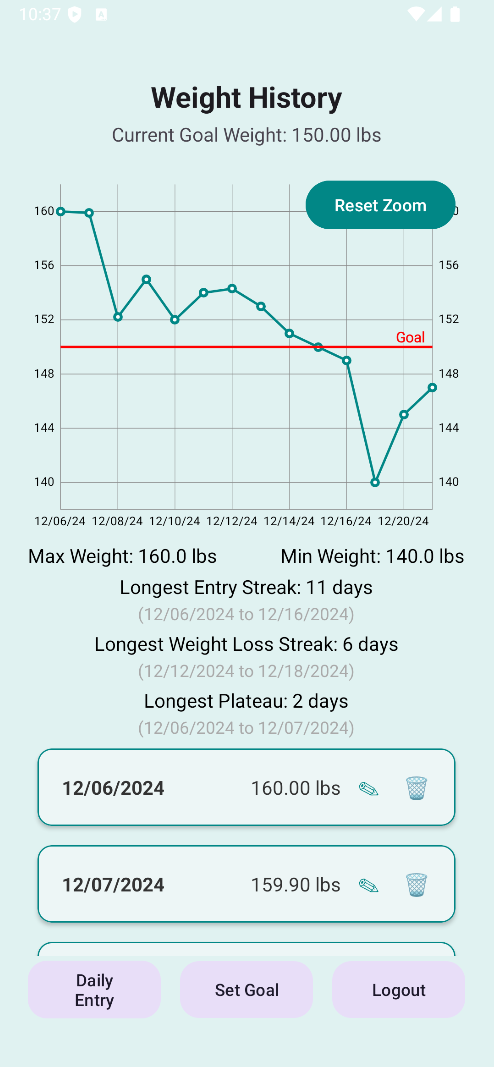 10:37
Weight History
Current Goal Weight: 150.00 lbs
Reset Zoom
160
156
152
148
144
140
156
152
148
144
140
Goal
12/06/24 12/08/24 12/10/24 12/12/24 12/14/24 12/16/24 12/20/24
Max Weight: 160.0 lbs Min Weight: 140.0 lbs
Longest Entry Streak: 11 days
(12/06/2024 to 12/16/2024)
Longest Weight Loss Streak: 6 days
(12/12/2024 to 12/18/2024)
Longest Plateau: 2 days
(12/06/2024 to 12/07/2024)
12/06/2024 160.00 lbs
12/07/2024 159.90 lbs
Daily
Entry
Set Goal
Logout